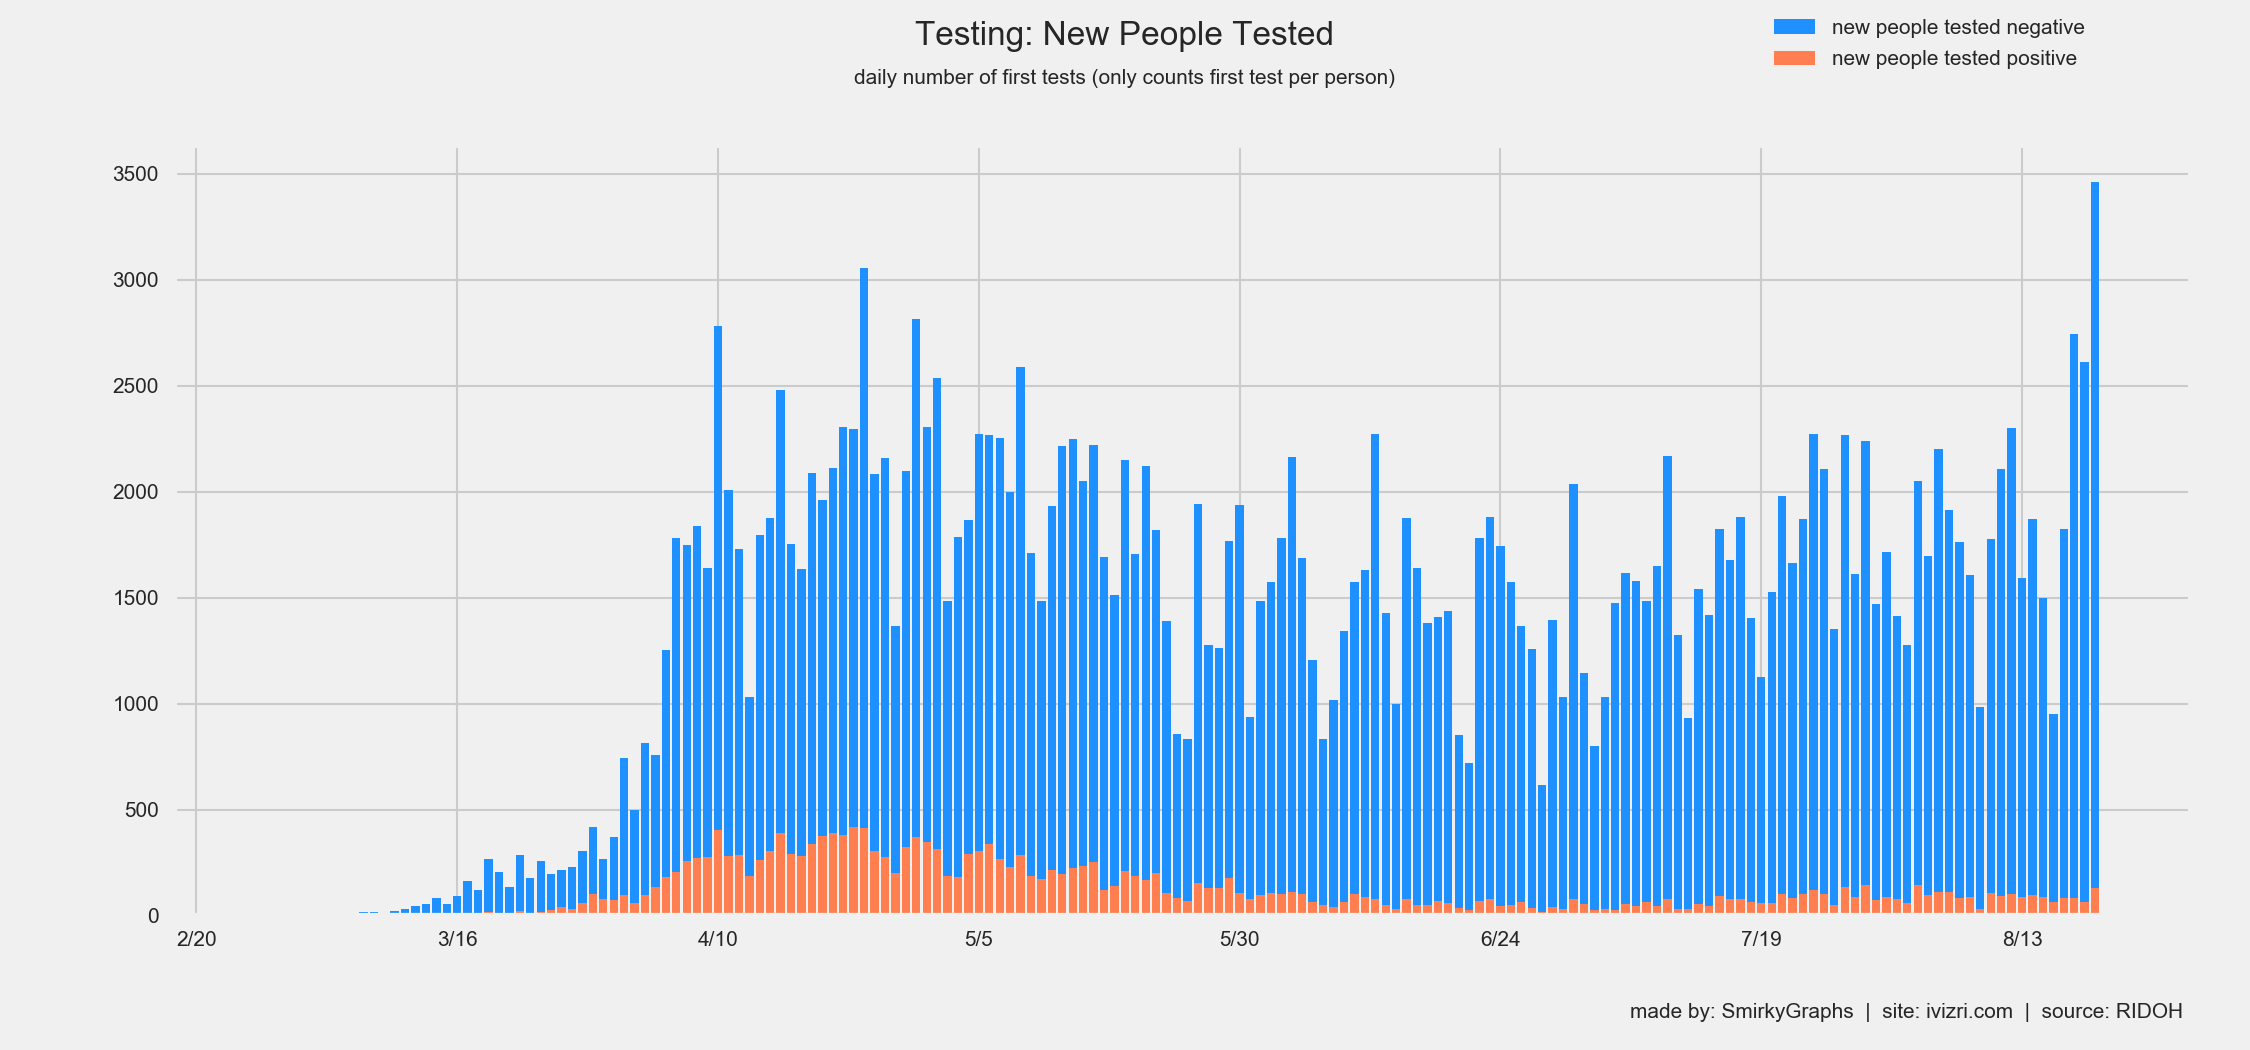 Testing: New People Tested
daily number of first tests (only counts first test per person)
new people tested negative
new people tested positive
3500
3000
2500
2000
1500
1000
500
0
2/20 3/16 4/10 5/5 5/30 6/24 7/19 8/13
made by: SmirkyGraphs | site: ivizri.com | source: RIDOH